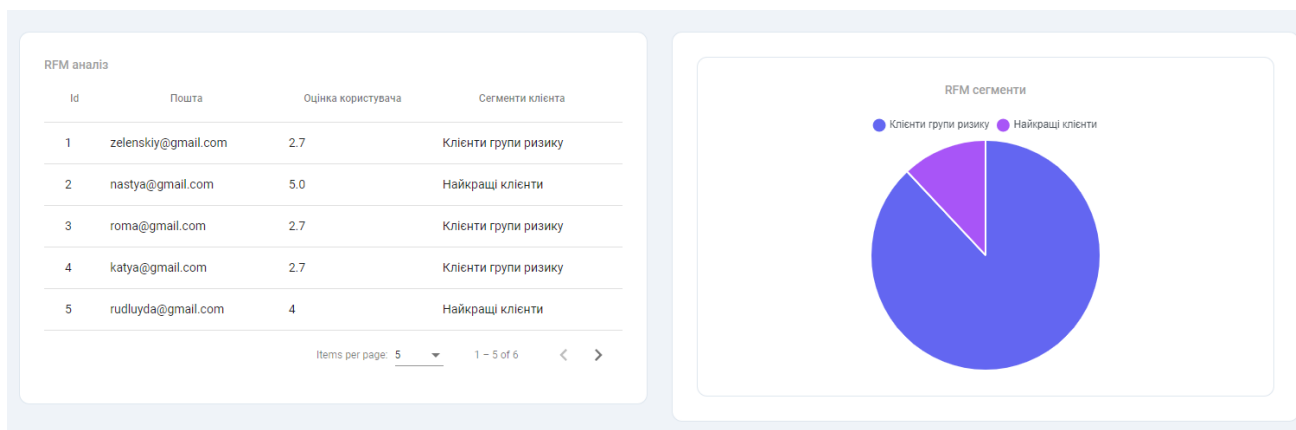 RFM аналіз
Id Пошта Оцінка користувача Сегменти клієнта
1 zelenskiy@gmail.com 2.7 Клієнти групи ризику
2 nastya@gmail.com 5.0 Найкращі клієнти
3 roma@gmail.com 2.7 Клієнти групи ризику
4 katya@gmail.com 2.7 Клієнти групи ризику
5 rudluyda@gmail.com 4 Найкращі клієнти
Items per page: 5 1 – 5 of 6
RFM сегменти
Клієнти групи ризику Найкращі клієнти